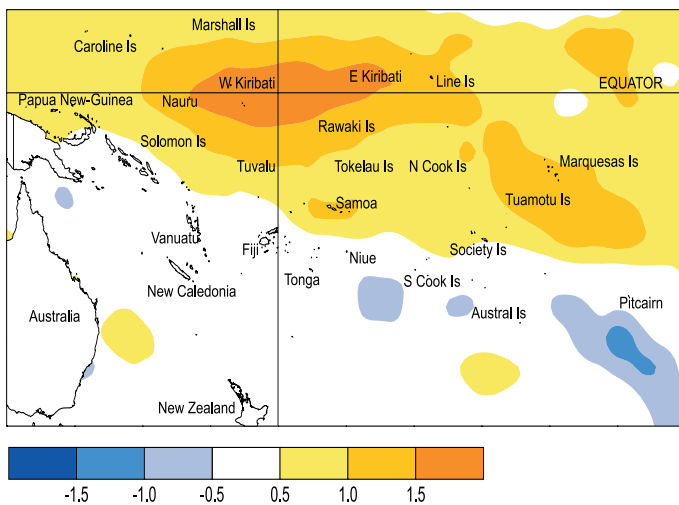 Marshall Is
Caroline Is
W Kiribati
E Kiribati
Line Is
EQUATOR
Papua New-Guinea
Nauru
Rawaki Is
Solomon Is
Tuvalu
Tokelau Is
N Cook Is
Marquesas Is
Samoa
Tuamotu Is
Vanuatu
Fiji
Niue
Society Is
Tonga
S Cook Is
New Caledonia
Pitcairn
Australia
Austral Is
New Zealand
-1.5 -1.0 -0.5 0.5 1.0 1.5